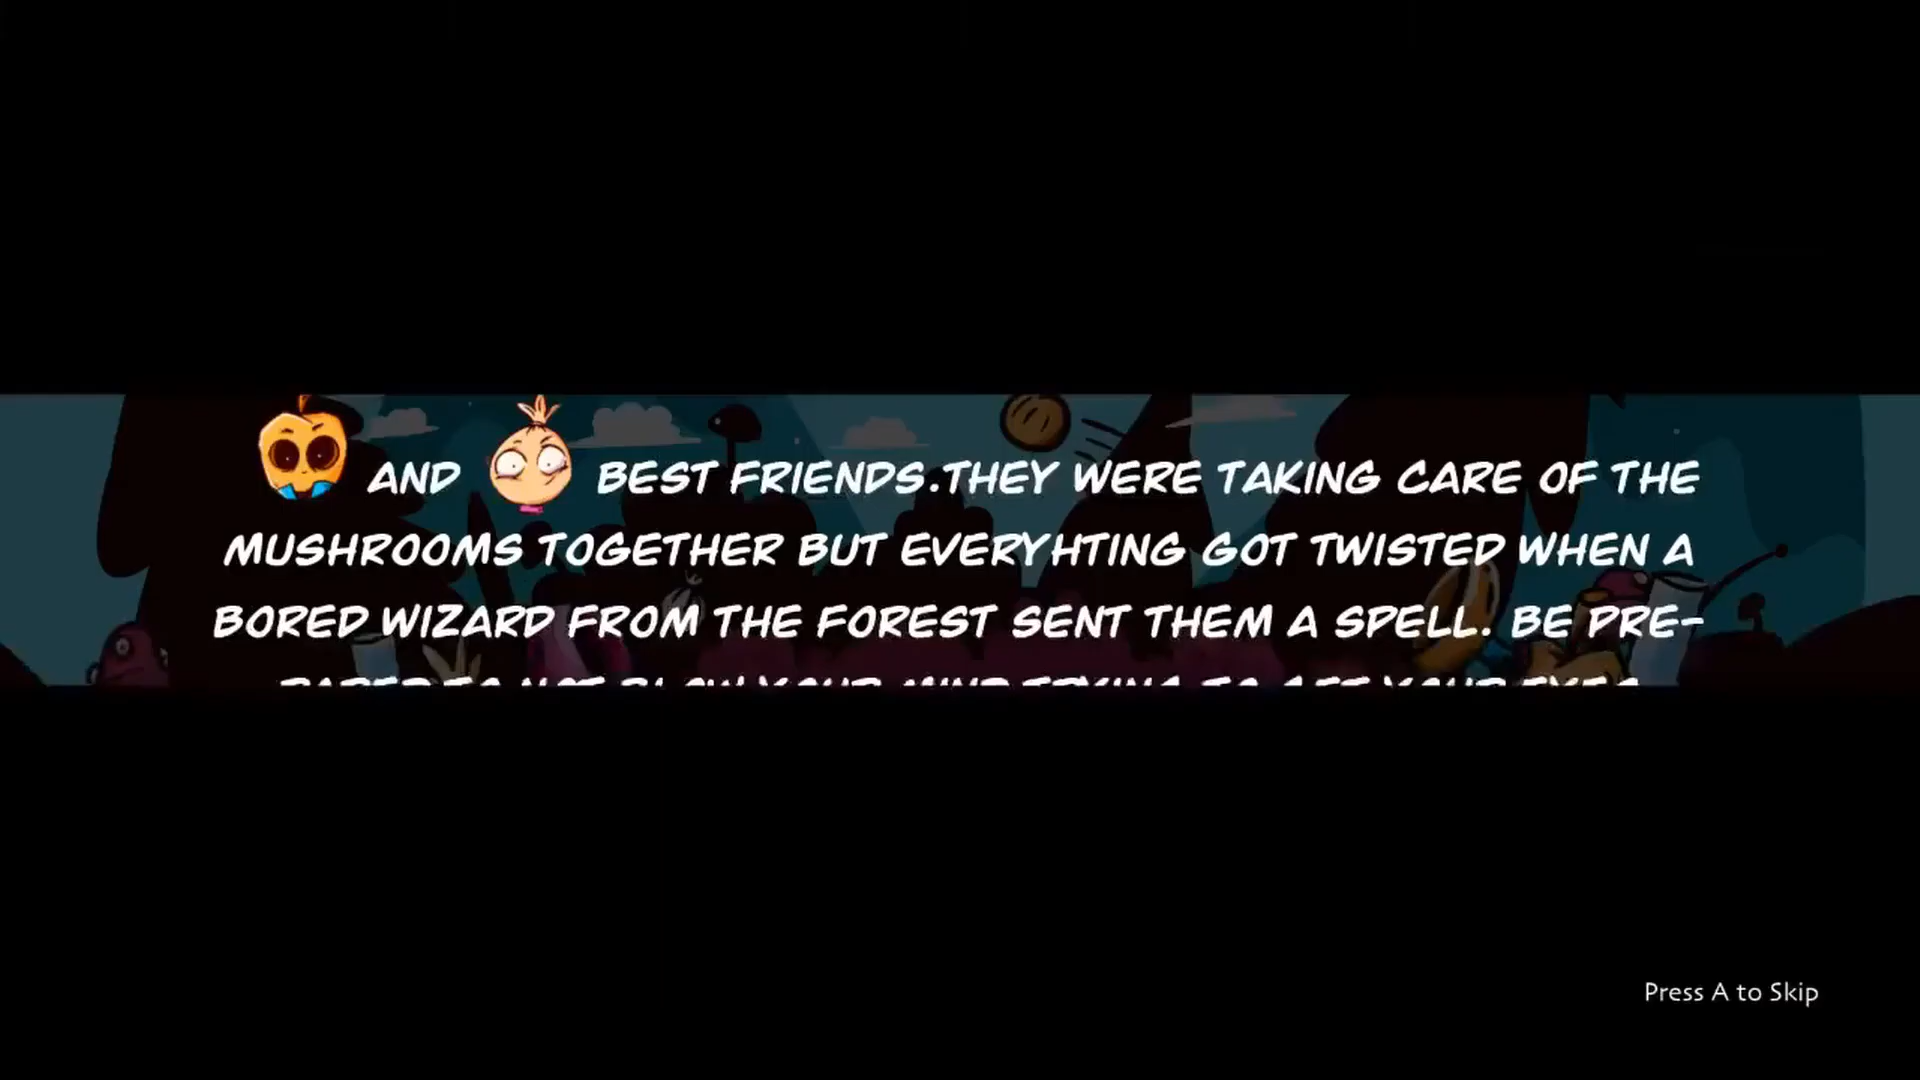 AND BEST FRIENDS.THEY WERE TAKING CARE OF THE
MUSHROOMS TOGETHER BUT EVERYHTING GOT TWISTED WHEN A
BORED WIZARD FROM THE FOREST SENT THEM A SPELL. BE PRE-
Press A to Skip